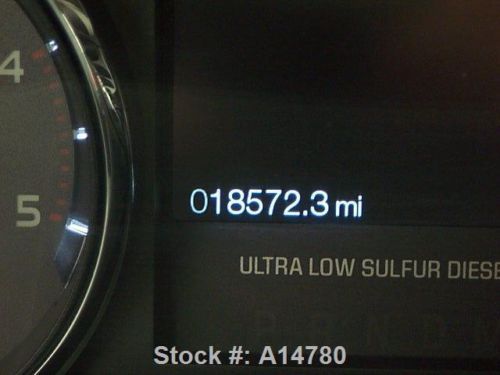 4
5
018572.3 mi
ULTRA LOW SULFUR DIESE
P R N D M
Stock #: A14780